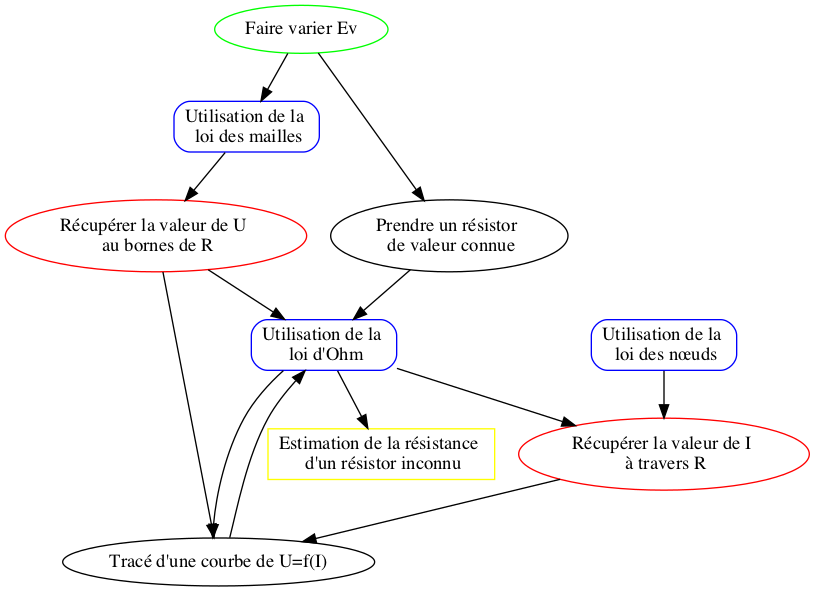 Faire varier Ev
Utilisation de la
loi des mailles
Récupérer la valeur de U
au bornes de R
Prendre un résistor
de valeur connue
Utilisation de la
loi d'Ohm
Utilisation de la
loi des nœuds
Estimation de la résistance
d'un résistor inconnu
Récupérer la valeur de I
à travers R
Tracé d'une courbe de U=f(I)